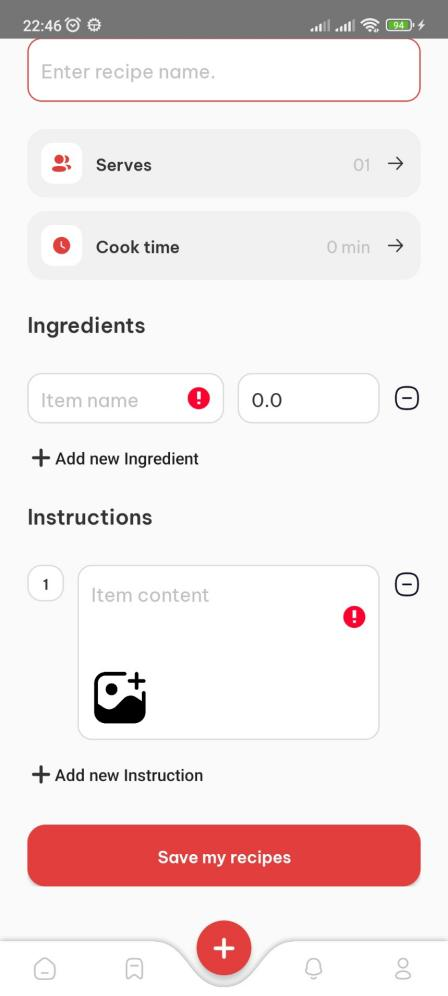 22:46
94
Enter recipe name.
Serves 01
Cook time 0 min
Ingredients
Item name 0.0
Add new Ingredient
Instructions
1 Item content
Add new Instruction
Save my recipes